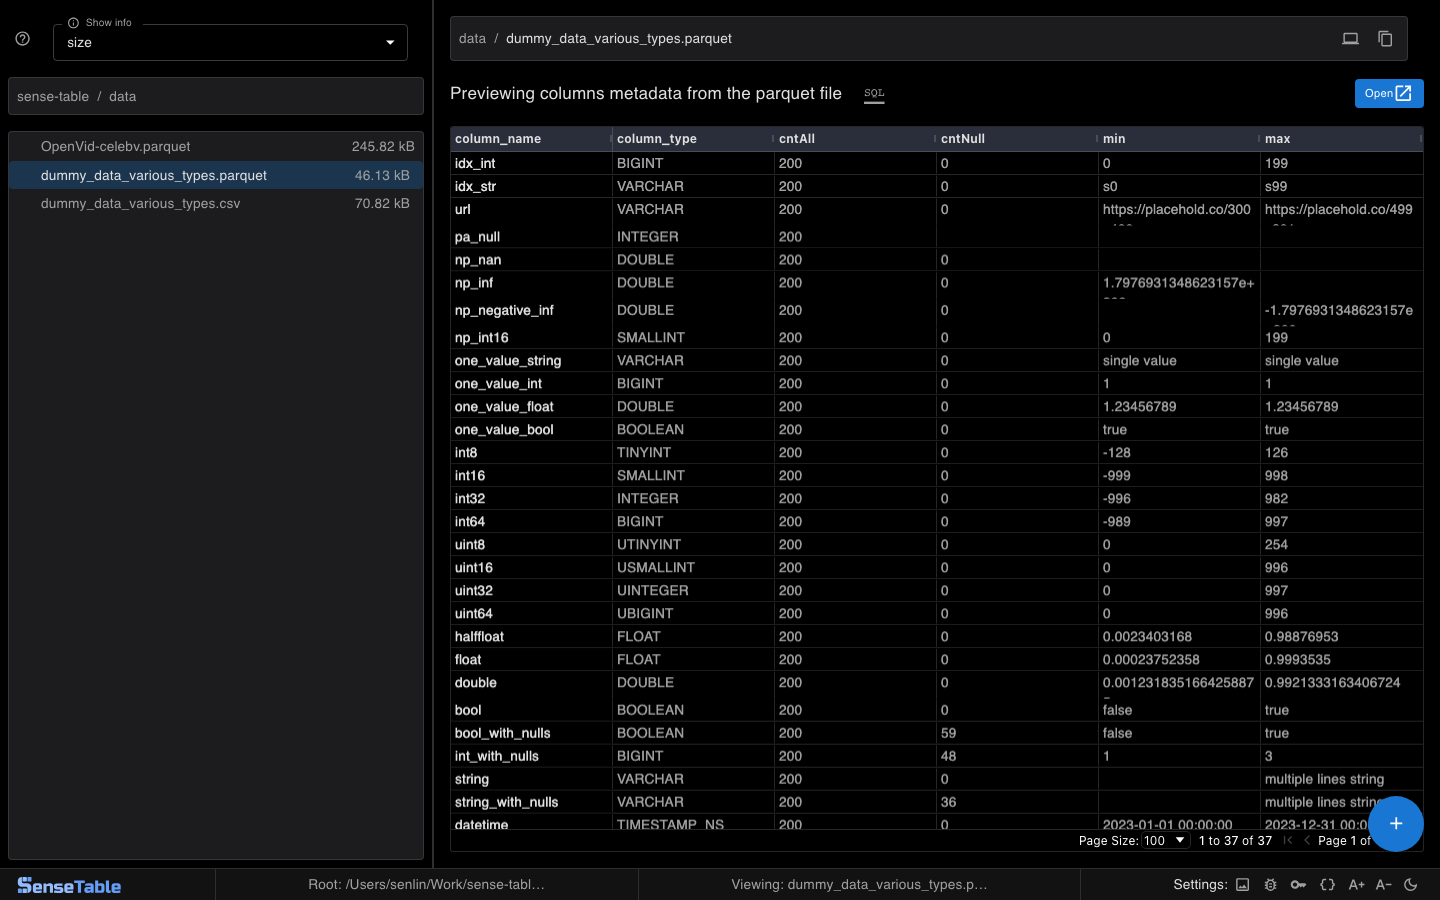 Show info
size
sense-table / data
OpenVid-celebv.parquet 245.82 kB
dummy_data_various_types.parquet 46.13 kB
dummy_data_various_types.csv 70.82 kB
data / dummy_data_various_types.parquet
Previewing columns metadata from the parquet file SQL Open
column_name column_type cntAll cntNull min max
idx_int BIGINT 200 0 0 199
idx_str VARCHAR 200 0 s0 s99
url VARCHAR 200 0 https://placehold.co/300 https://placehold.co/499
pa_null INTEGER 200
np_nan DOUBLE 200 0
np_inf DOUBLE 200 0 1.7976931348623157e+
np_negative_inf DOUBLE 200 0 -1.7976931348623157e
np_int16 SMALLINT 200 0 0 199
one_value_string VARCHAR 200 0 single value single value
one_value_int BIGINT 200 0 1 1
one_value_float DOUBLE 200 0 1.23456789 1.23456789
one_value_bool BOOLEAN 200 0 true true
int8 TINYINT 200 0 -128 126
int16 SMALLINT 200 0 -999 998
int32 INTEGER 200 0 -996 982
int64 BIGINT 200 0 -989 997
uint8 UTINYINT 200 0 0 254
uint16 USMALLINT 200 0 0 996
uint32 UINTEGER 200 0 0 997
uint64 UBIGINT 200 0 0 996
halffloat FLOAT 200 0 0.0023403168 0.98876953
float FLOAT 200 0 0.00023752358 0.9993535
double DOUBLE 200 0 0.001231835166425887 0.9921333163406724
bool BOOLEAN 200 0 false true
bool_with_nulls BOOLEAN 200 59 false true
int_with_nulls BIGINT 200 48 1 3
string VARCHAR 200 0 multiple lines string
string_with_nulls VARCHAR 200 36 multiple lines string
datetime TIMESTAMP_NS 200 0 2023-01-01 00:00:00 2023-12-31 00:0
Page Size: 100 1 to 37 of 37 Page 1 of
SenseTable Root: /Users/senlin/Work/sense-tabl... Viewing: dummy_data_various_types.p... Settings: A+ A-